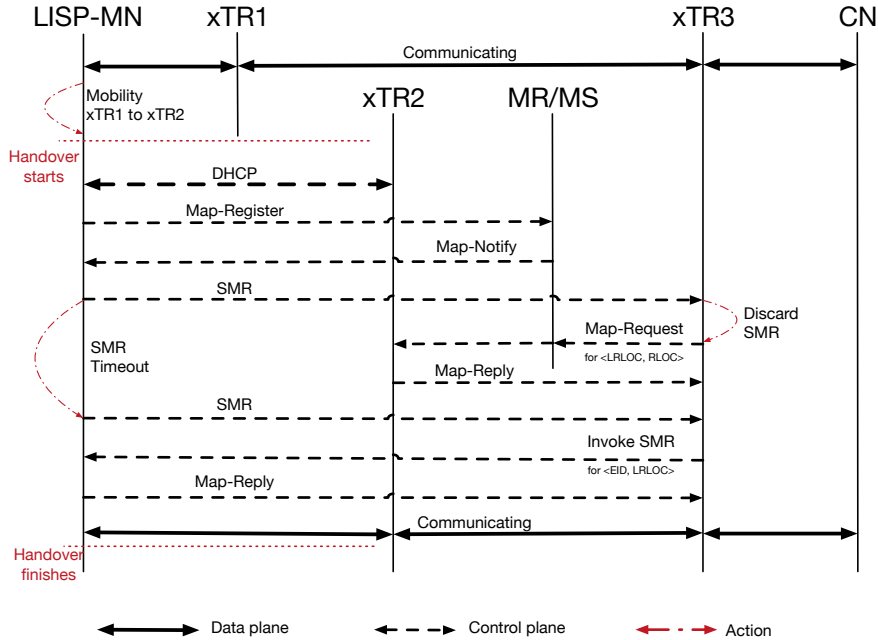 LISP-MN xTR1 xTR3 CN
Communicating
Mobility
xTR1 to xTR2
xTR2 MR/MS
Handover
starts
DHCP
Map-Register
Map-Notify
SMR
Discard
SMR
Map-Request
for <LRLOC, RLOC>
SMR
Timeout
Map-Reply
SMR
Invoke SMR
for <EID, LRLOC>
Map-Reply
Communicating
Handover
finishes
Data plane Control plane Action